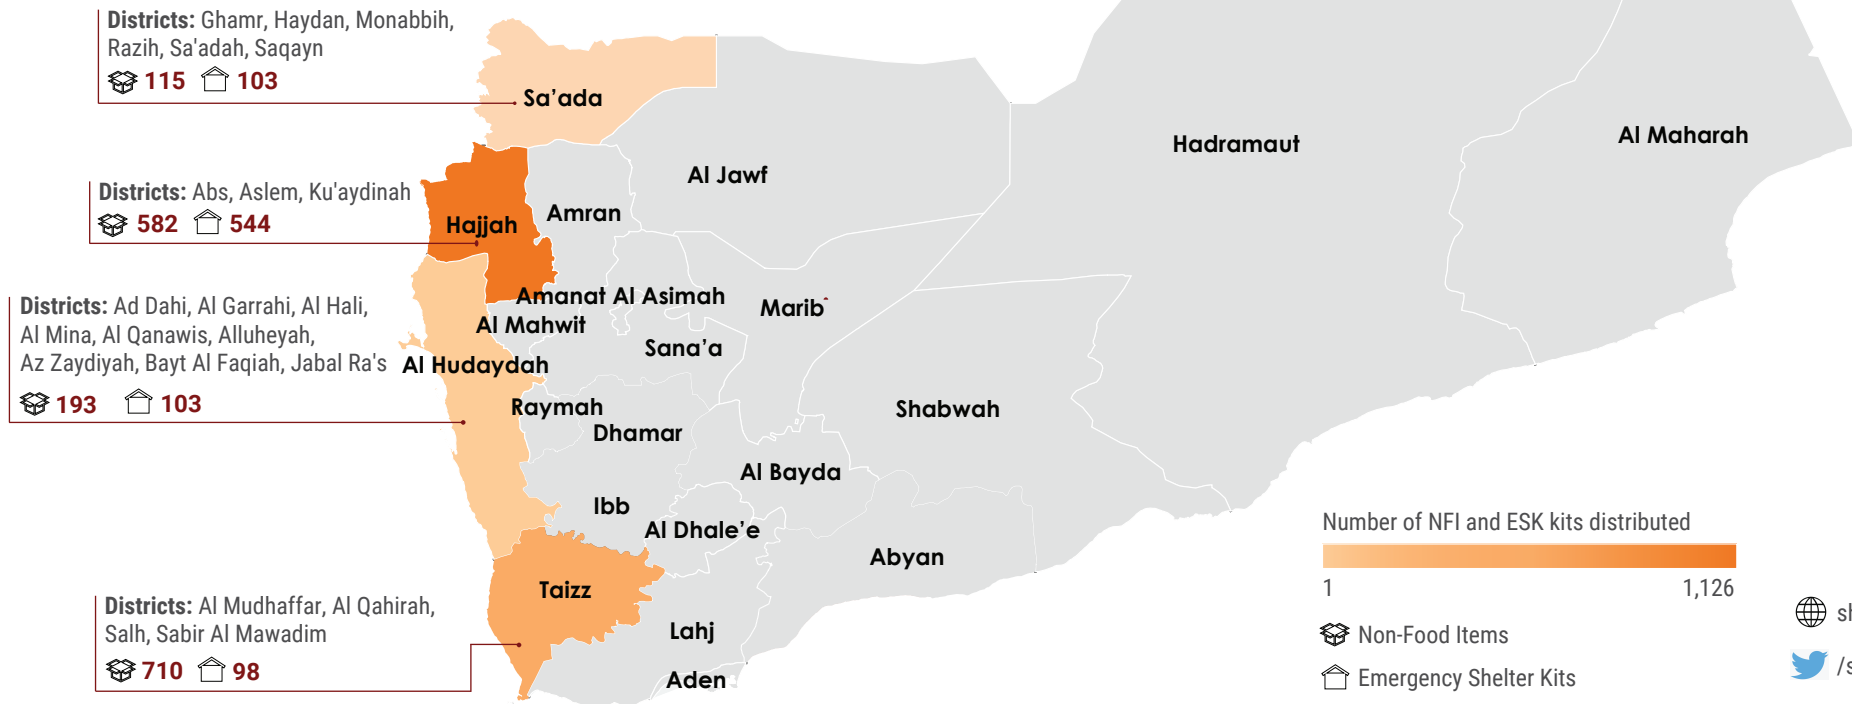 Districts: Ghamr, Haydan, Monabbih,
Razih, Sa'adah, Saqayn
115 103
Districts: Abs, Aslem, Ku'aydinah
582 544
Districts: Ad Dahi, Al Garrahi, Al Hali,
Al Mina, Al Qanawis, Alluheyah,
Az Zaydiyah, Bayt Al Faqiah, Jabal Ra's
193 103
Districts: Al Mudhaffar, Al Qahirah,
Salh, Sabir Al Mawadim
710 98
Sa’ada
Al Jawf
Hadramaut
Al Maharah
Hajjah
Amran
Amanat Al Asimah
Marib
Al Mahwit
Sana’a
Al Hudaydah
Raymah
Dhamar
Shabwah
Al Bayda
Ibb
Al Dhale’e
Abyan
Taizz
Lahj
Aden
Number of NFI and ESK kits distributed
1 1,126
Non-Food Items
Emergency Shelter Kits
sh
/s